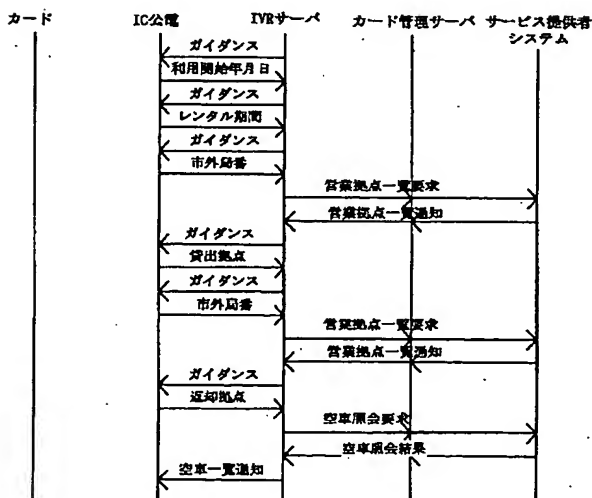 カード IC公電 IVRサーバ カード管理サーバ サービス提供者
システム
ガイダンス
利用開始年月日
ガイダンス
レンタル期間
ガイダンス
市外局番
営業拠点一覧要求
営業拠点一覧通知
ガイダンス
貸出拠点
ガイダンス
市外局番
営業拠点一覧要求
営業拠点一覧通知
ガイダンス
返却拠点
空車照会要求
空車照会結果
空車一覧通知